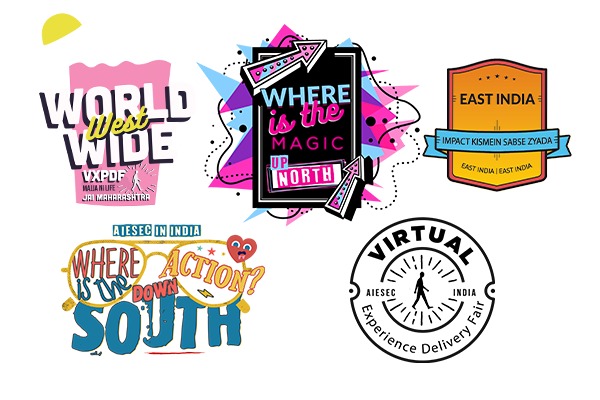 WORLD
West
WIDE
VXPDF
MAUJA NI LIFE
JAI MAHARASHTRA
WHERE
is the
MAGIC
UP
NORTH
EAST INDIA
IMPACT KISMEIN SABSE ZYADA
EAST INDIA | EAST INDIA
AIESEC IN INDIA
WHERE
is the
ACTION?
DOWN
SOUTH
VIRTUAL
AIESEC INDIA
Experience Delivery Fair